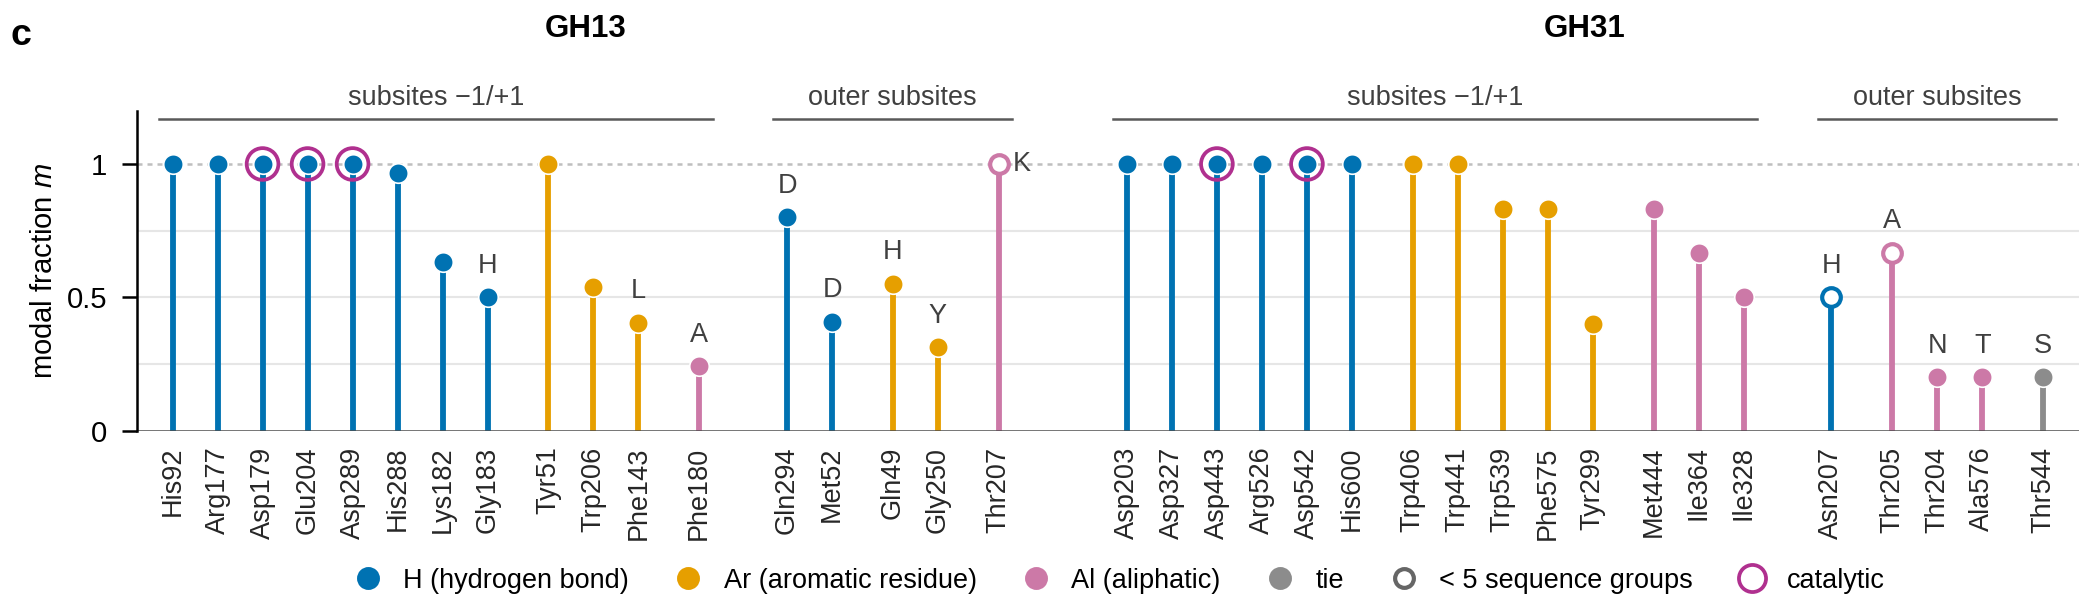 c
GH13
GH31
subsites −1/+1
outer subsites
subsites −1/+1
outer subsites
modal fraction m
1
0.5
0
H
L
A
D
D
H
Y
K
H
A
N
T
S
His92
Arg177
Asp179
Glu204
Asp289
His288
Lys182
Gly183
Tyr51
Trp206
Phe143
Phe180
Gln294
Met52
Gln49
Gly250
Thr207
Asp203
Asp327
Asp443
Arg526
Asp542
His600
Trp406
Trp441
Trp539
Phe575
Tyr299
Met444
Ile364
Ile328
Asn207
Thr205
Thr204
Ala576
Thr544
H (hydrogen bond)
Ar (aromatic residue)
Al (aliphatic)
tie
< 5 sequence groups
catalytic